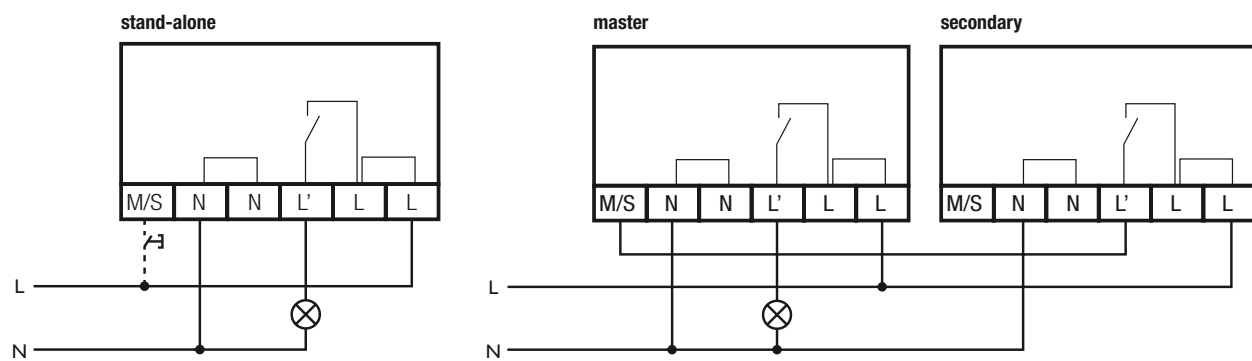 stand-alone
M/S N N L' L L
L
N
master
M/S N N L' L L
secondary
M/S N N L' L L
L
N